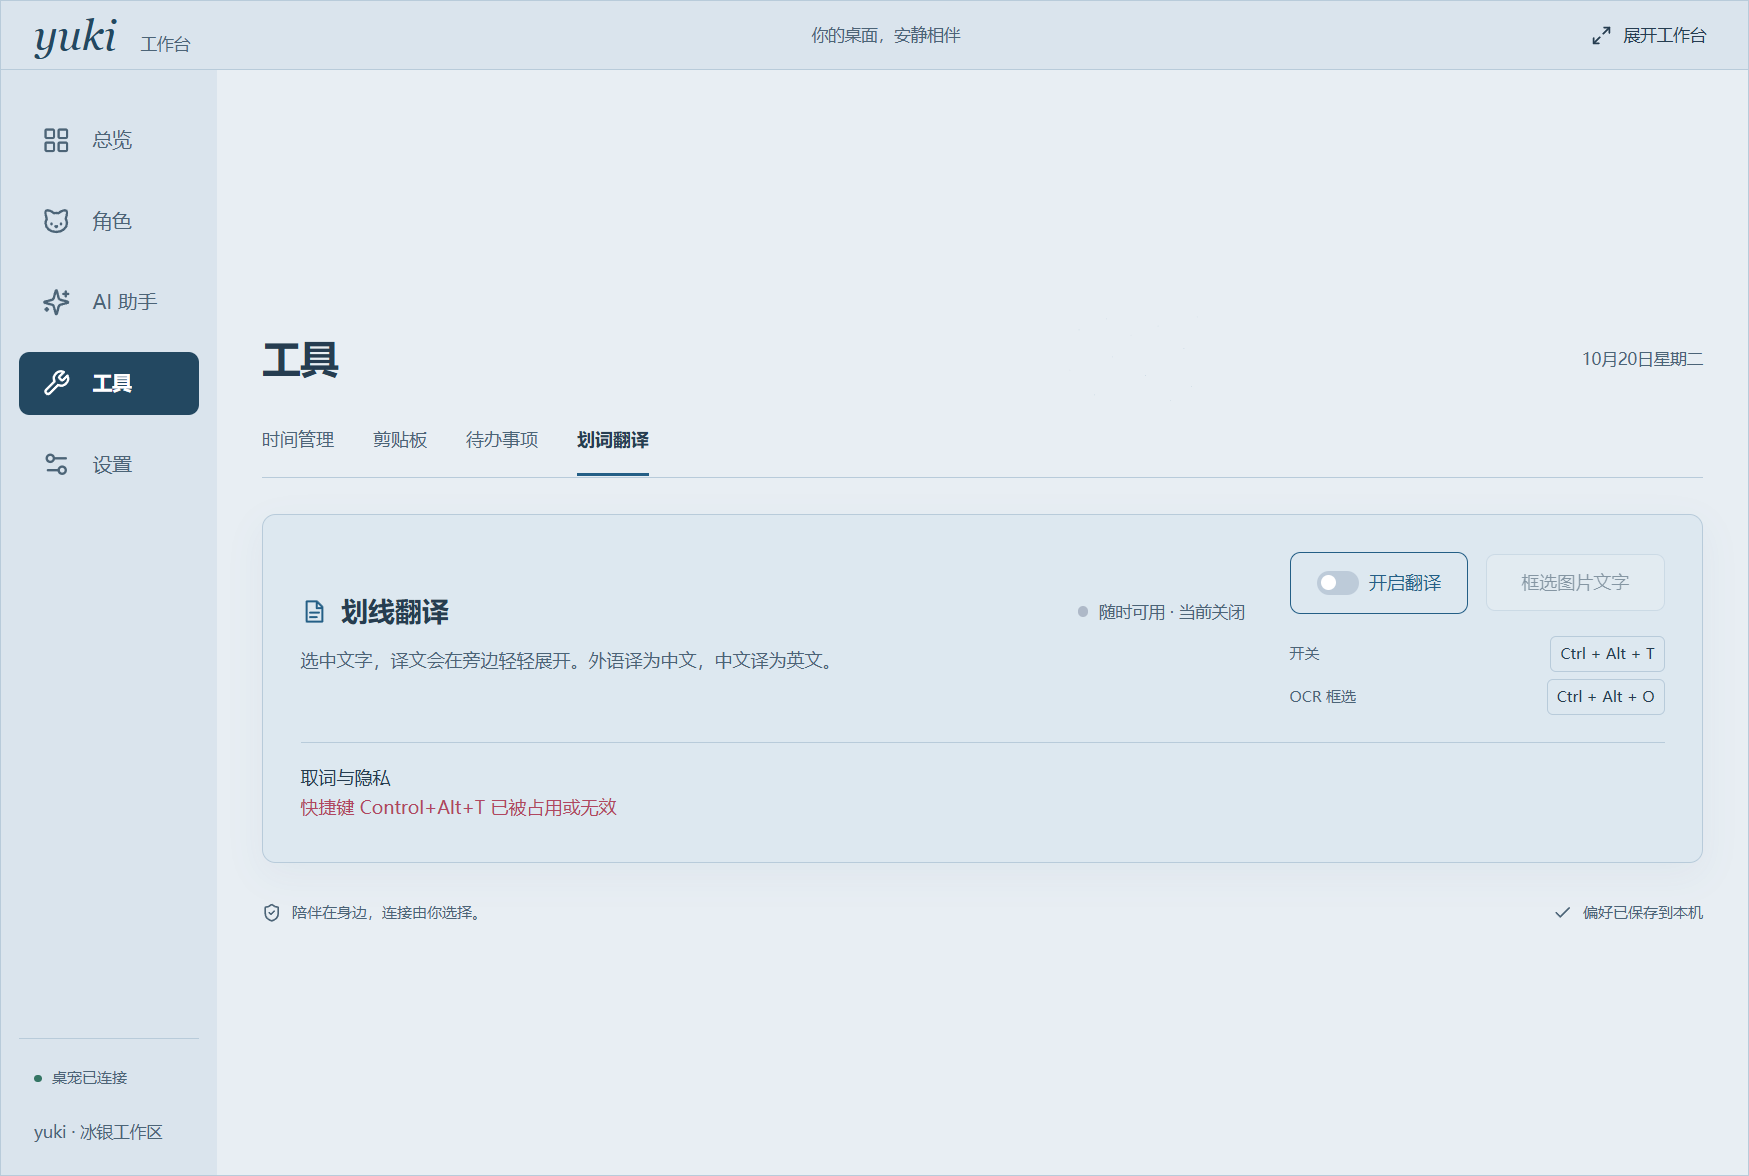 yuki 工作台
你的桌面，安静相伴
展开工作台
总览
角色
AI 助手
工具
设置
桌宠已连接
yuki · 冰银工作区
工具
10月20日星期二
时间管理 剪贴板 待办事项 划词翻译
划线翻译
选中文字，译文会在旁边轻轻展开。外语译为中文，中文译为英文。
随时可用 · 当前关闭
开启翻译
框选图片文字
开关 Ctrl + Alt + T
OCR 框选 Ctrl + Alt + O
取词与隐私
快捷键 Control+Alt+T 已被占用或无效
陪伴在身边，连接由你选择。
偏好已保存到本机